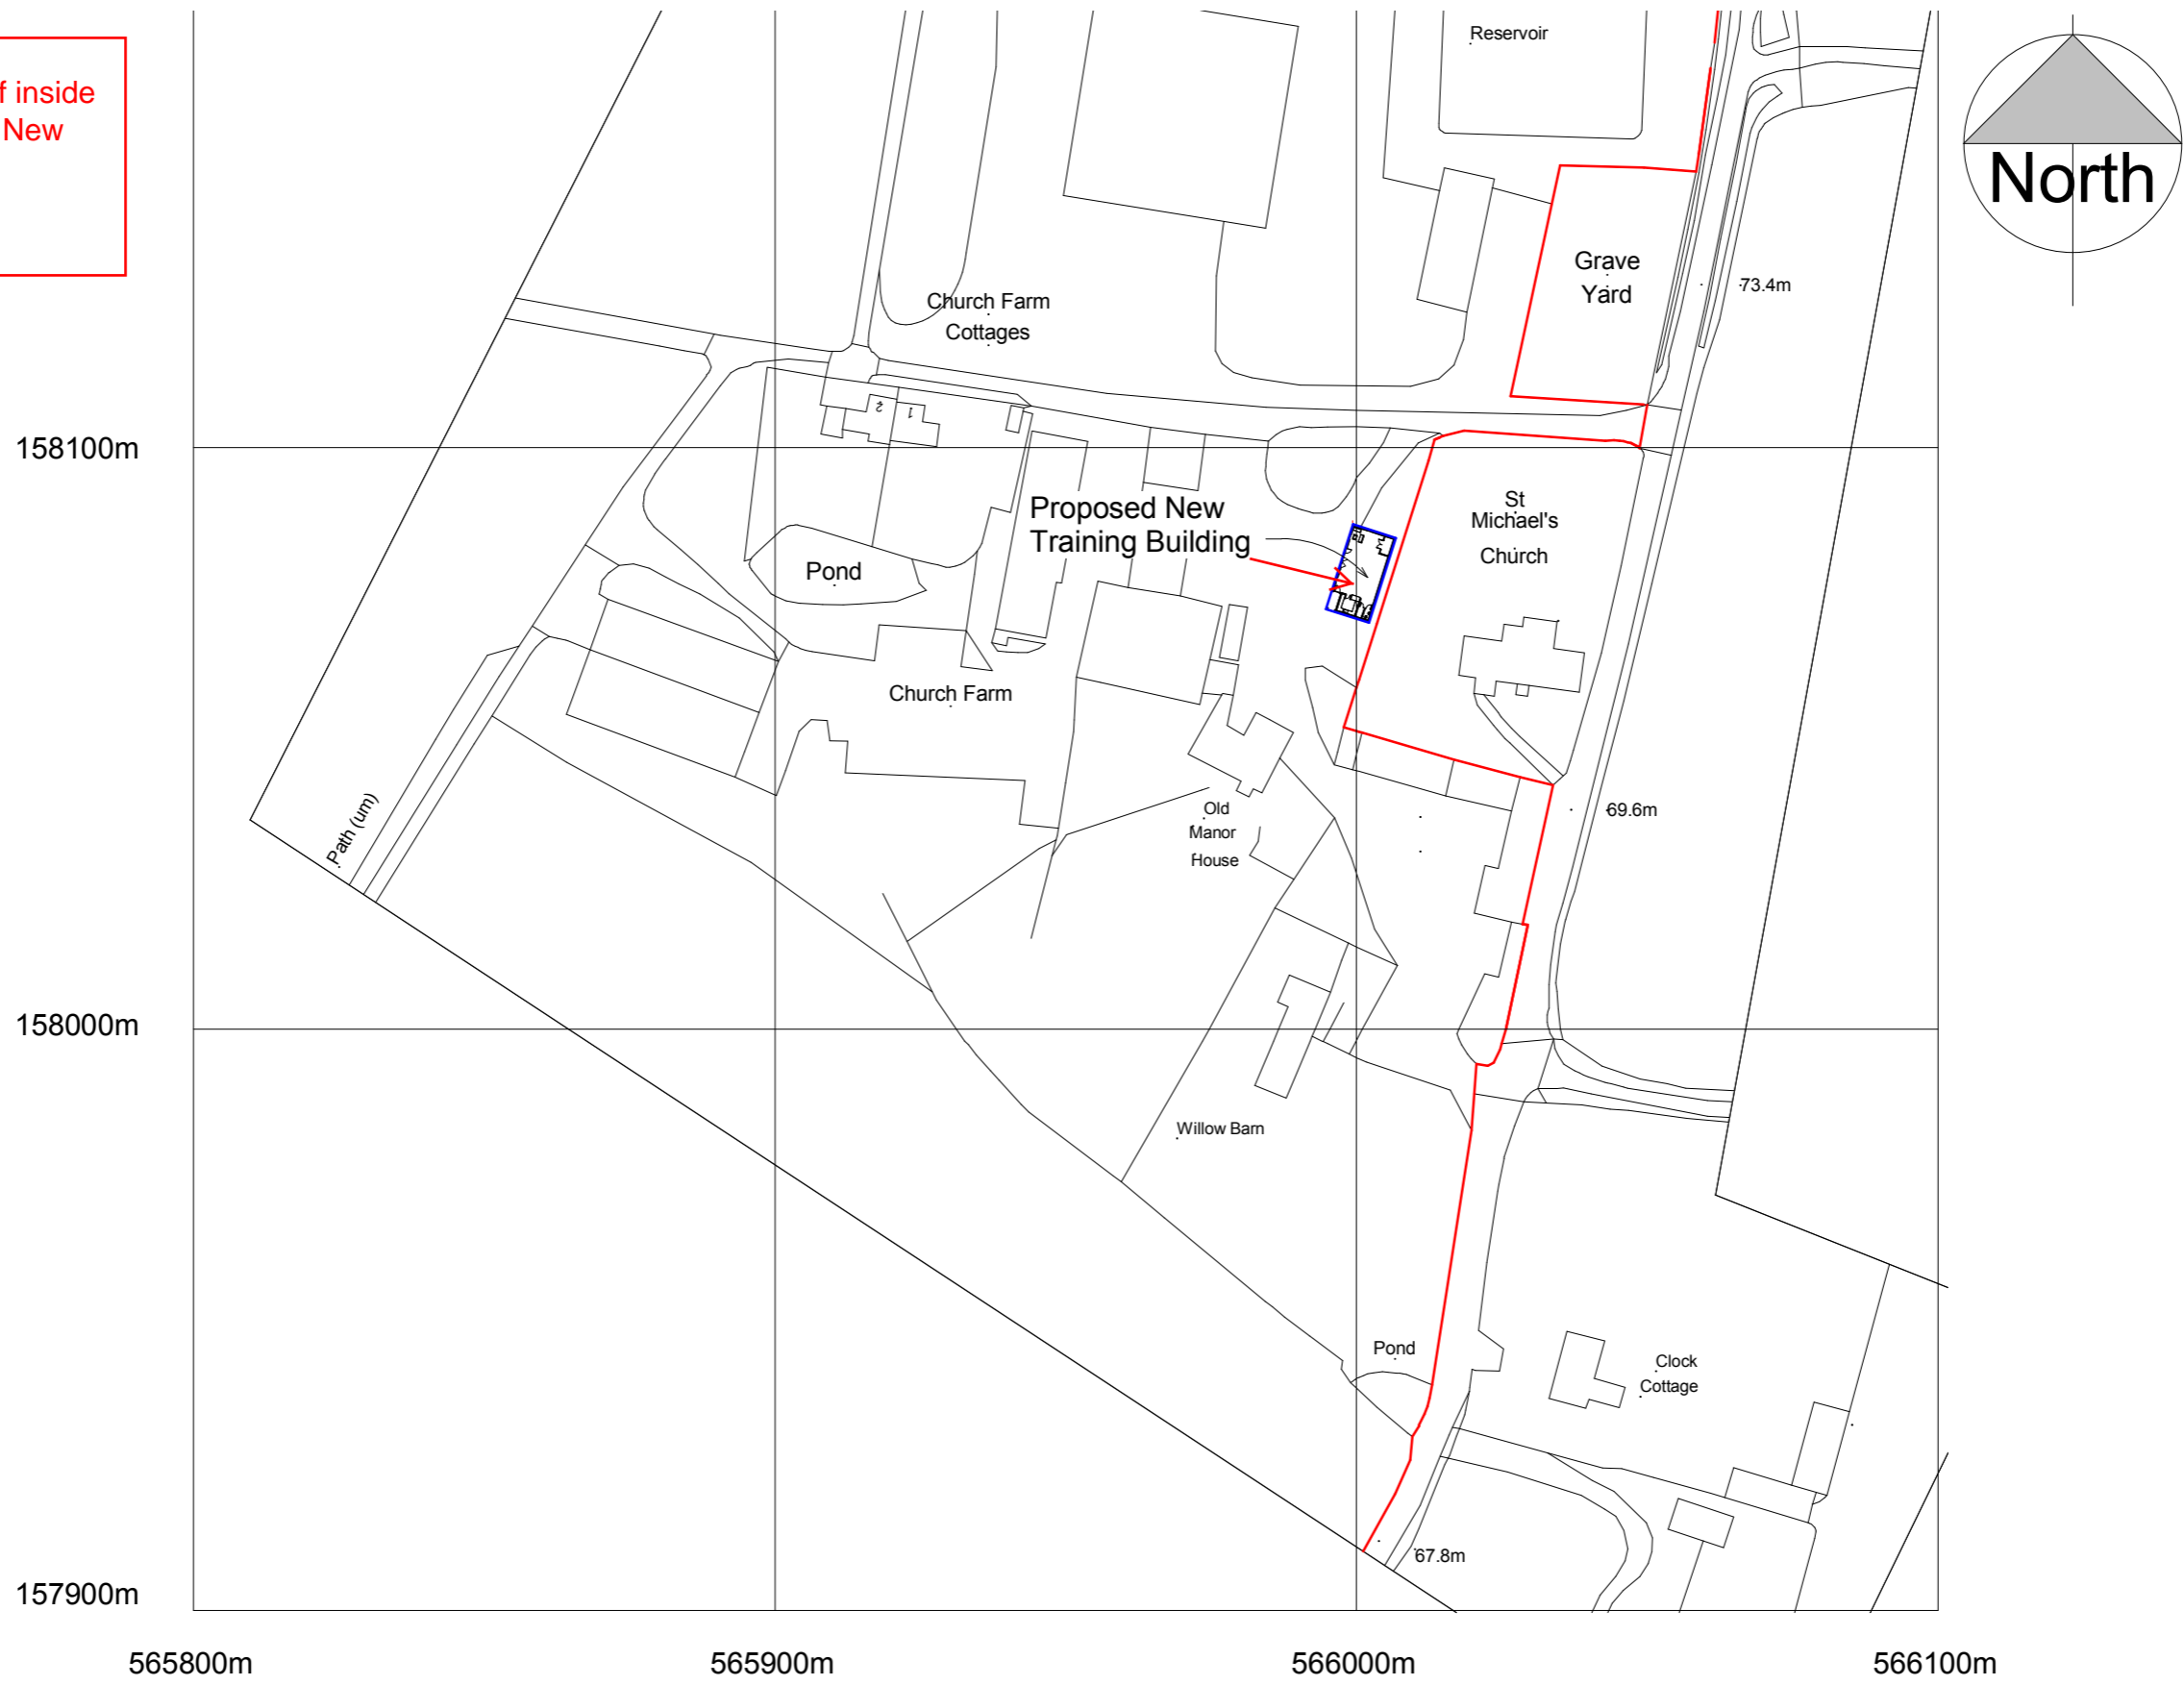 f inside
New
Reservoir
North
Grave
Yard
73.4m
Church Farm
Cottages
2
1
158100m
Proposed New
Training Building
St
Michael's
Church
Pond
Church Farm
Path (um)
Old
Manor
House
69.6m
158000m
Willow Barn
Pond
Clock
Cottage
67.8m
157900m
565800m
565900m
566000m
566100m